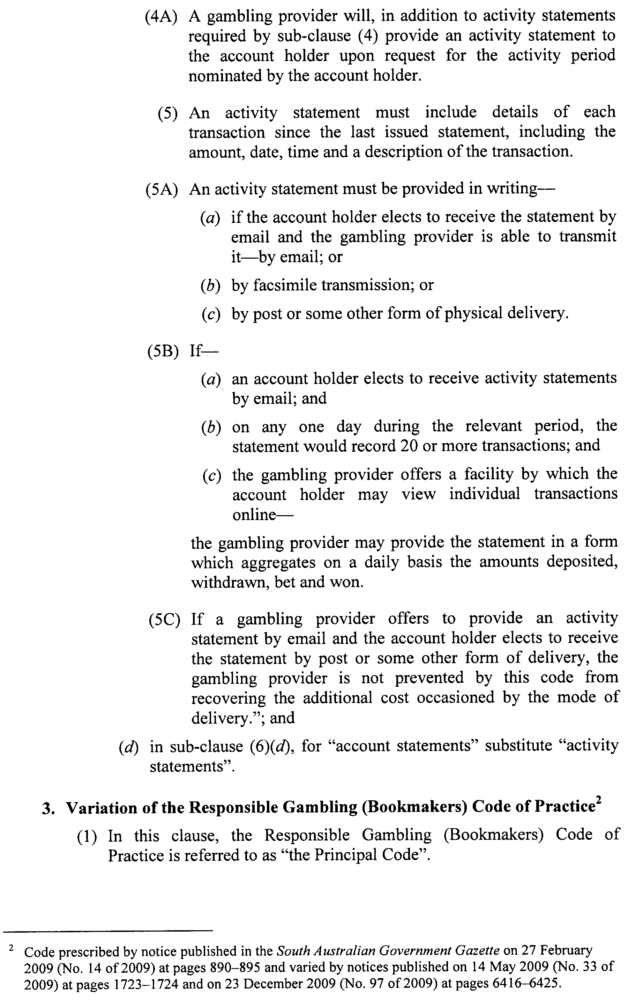 (4A) A gambling provider will, in addition to activity statements
required by sub-clause (4) provide an activity statement to
the account holder upon request for the activity period
nominated by the account holder.
(5) An activity statement must include details of each
transaction since the last issued statement, including the
amount, date, time and a description of the transaction.
(5A) An activity statement must be provided in writing—
(a) if the account holder elects to receive the statement by
email and the gambling provider is able to transmit
it—by email; or
(b) by facsimile transmission; or
(c) by post or some other form of physical delivery.
(5B) If—
(a) an account holder elects to receive activity statements
by email; and
(b) on any one day during the relevant period, the
statement would record 20 or more transactions; and
(c) the gambling provider offers a facility by which the
account holder may view individual transactions
online—
the gambling provider may provide the statement in a form
which aggregates on a daily basis the amounts deposited,
withdrawn, bet and won.
(5C) If a gambling provider offers to provide an activity
statement by email and the account holder elects to receive
the statement by post or some other form of delivery, the
gambling provider is not prevented by this code from
recovering the additional cost occasioned by the mode of
delivery.”; and
(d) in sub-clause (6)(d), for “account statements” substitute “activity
statements”.
3. Variation of the Responsible Gambling (Bookmakers) Code of Practice²
(1) In this clause, the Responsible Gambling (Bookmakers) Code of
Practice is referred to as “the Principal Code”.
² Code prescribed by notice published in the South Australian Government Gazette on 27 February
2009 (No. 14 of 2009) at pages 890–895 and varied by notices published on 14 May 2009 (No. 33 of
2009) at pages 1723–1724 and on 23 December 2009 (No. 97 of 2009) at pages 6416–6425.